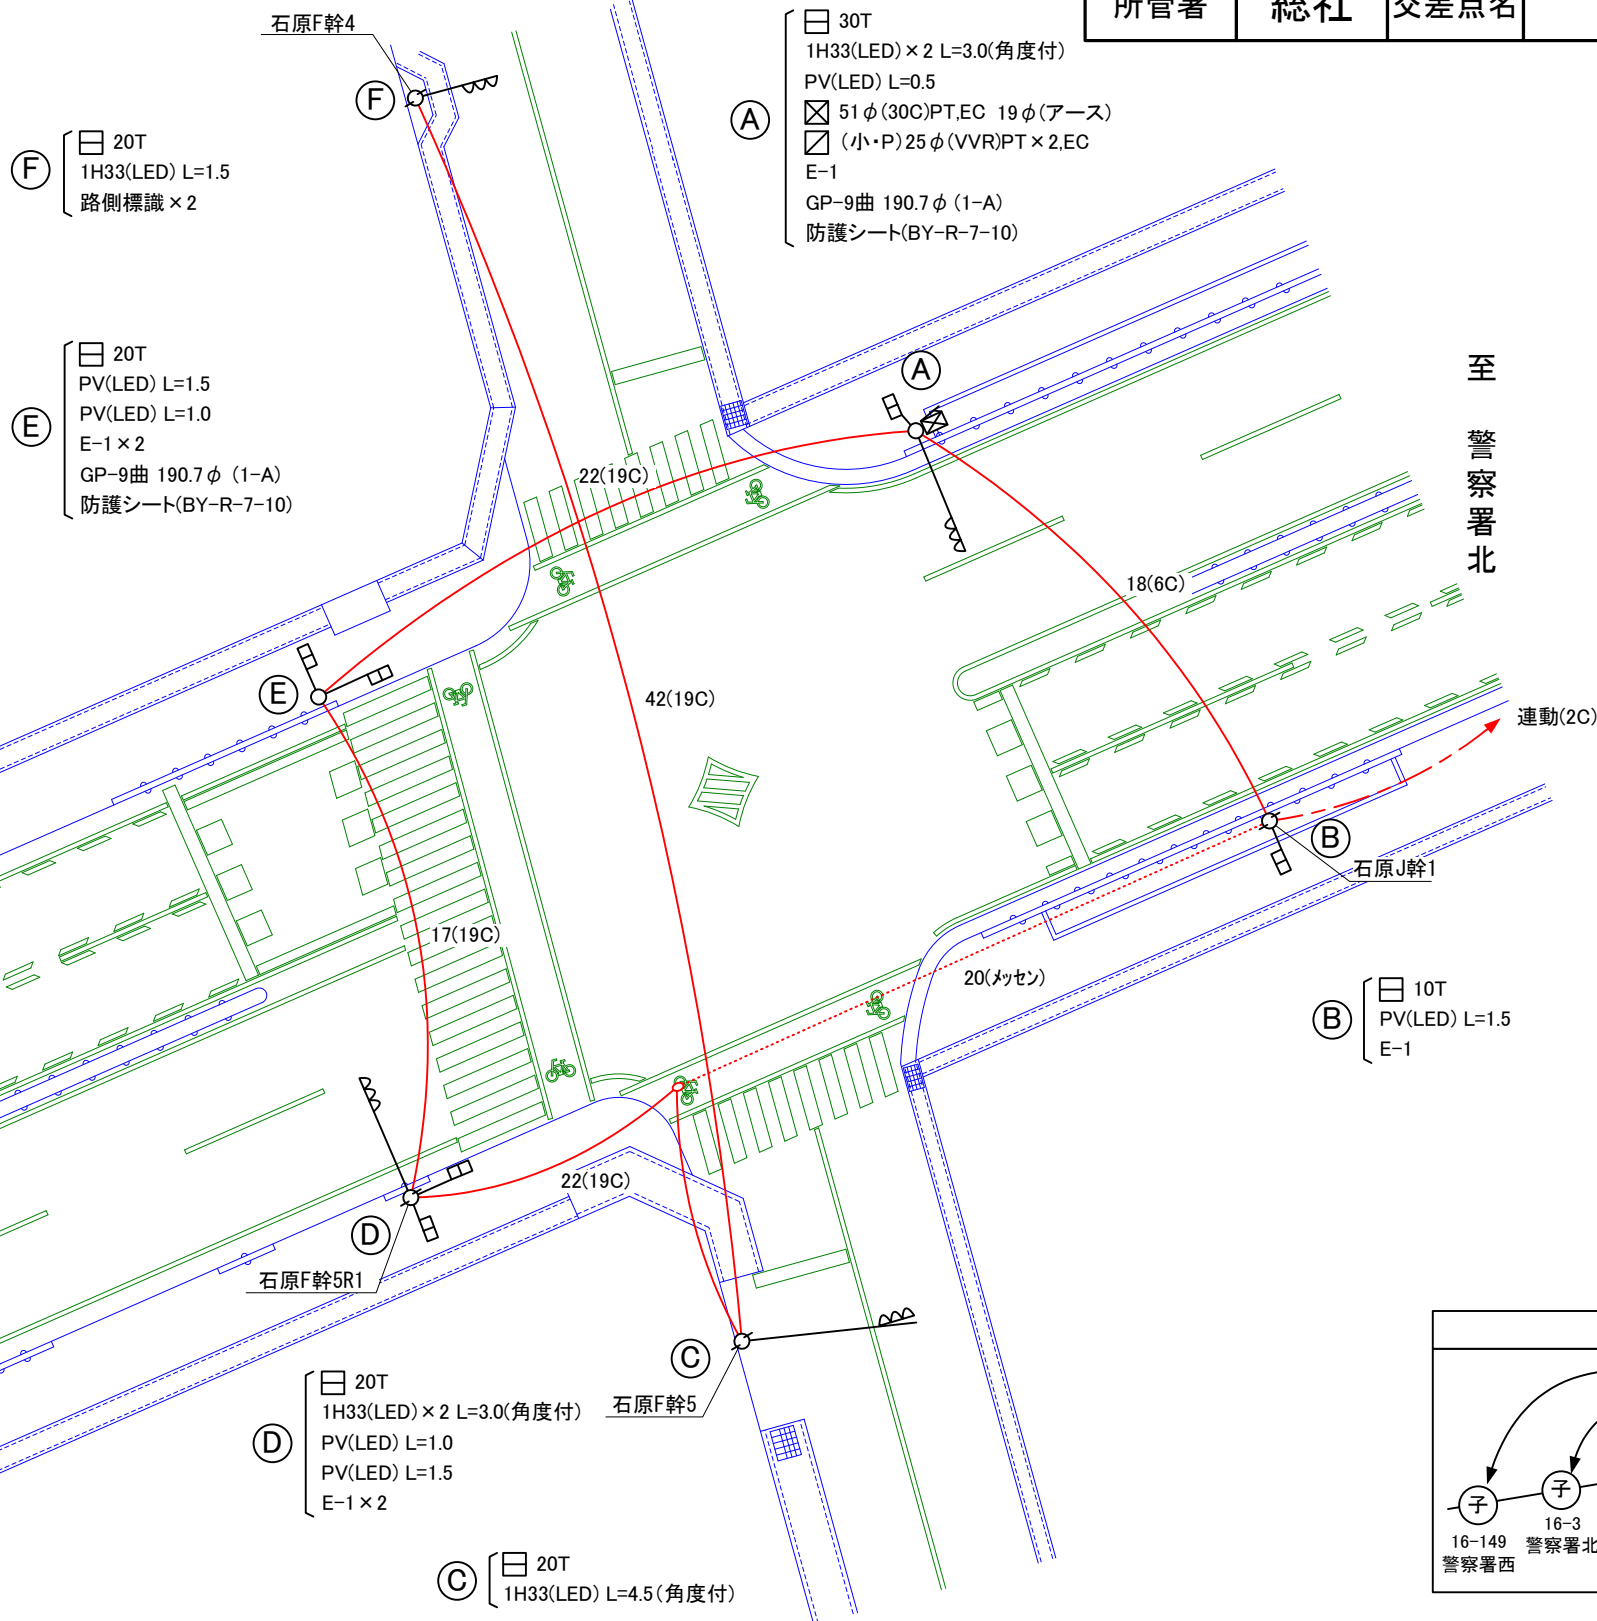 所管署
総社
交差点名
石原F幹4
F
F
20T
1H33(LED) L=1.5
路側標識×2
A
30T
1H33(LED)×2 L=3.0(角度付)
PV(LED) L=0.5
51φ(30C)PT,EC 19φ(アース)
(小・P)25φ(VVR)PT×2,EC
E-1
GP-9曲 190.7φ (1-A)
防護シート(BY-R-7-10)
E
20T
PV(LED) L=1.5
PV(LED) L=1.0
E-1×2
GP-9曲 190.7φ (1-A)
防護シート(BY-R-7-10)
A
至 警察署北
22(19C)
18(6C)
E
42(19C)
連動(2C)
B
石原J幹1
17(19C)
20(メッセン)
B
10T
PV(LED) L=1.5
E-1
22(19C)
D
石原F幹5R1
C
石原F幹5
D
20T
1H33(LED)×2 L=3.0(角度付)
PV(LED) L=1.0
PV(LED) L=1.5
E-1×2
C
20T
1H33(LED) L=4.5(角度付)
子
子
16-149
警察署西
16-3
警察署北